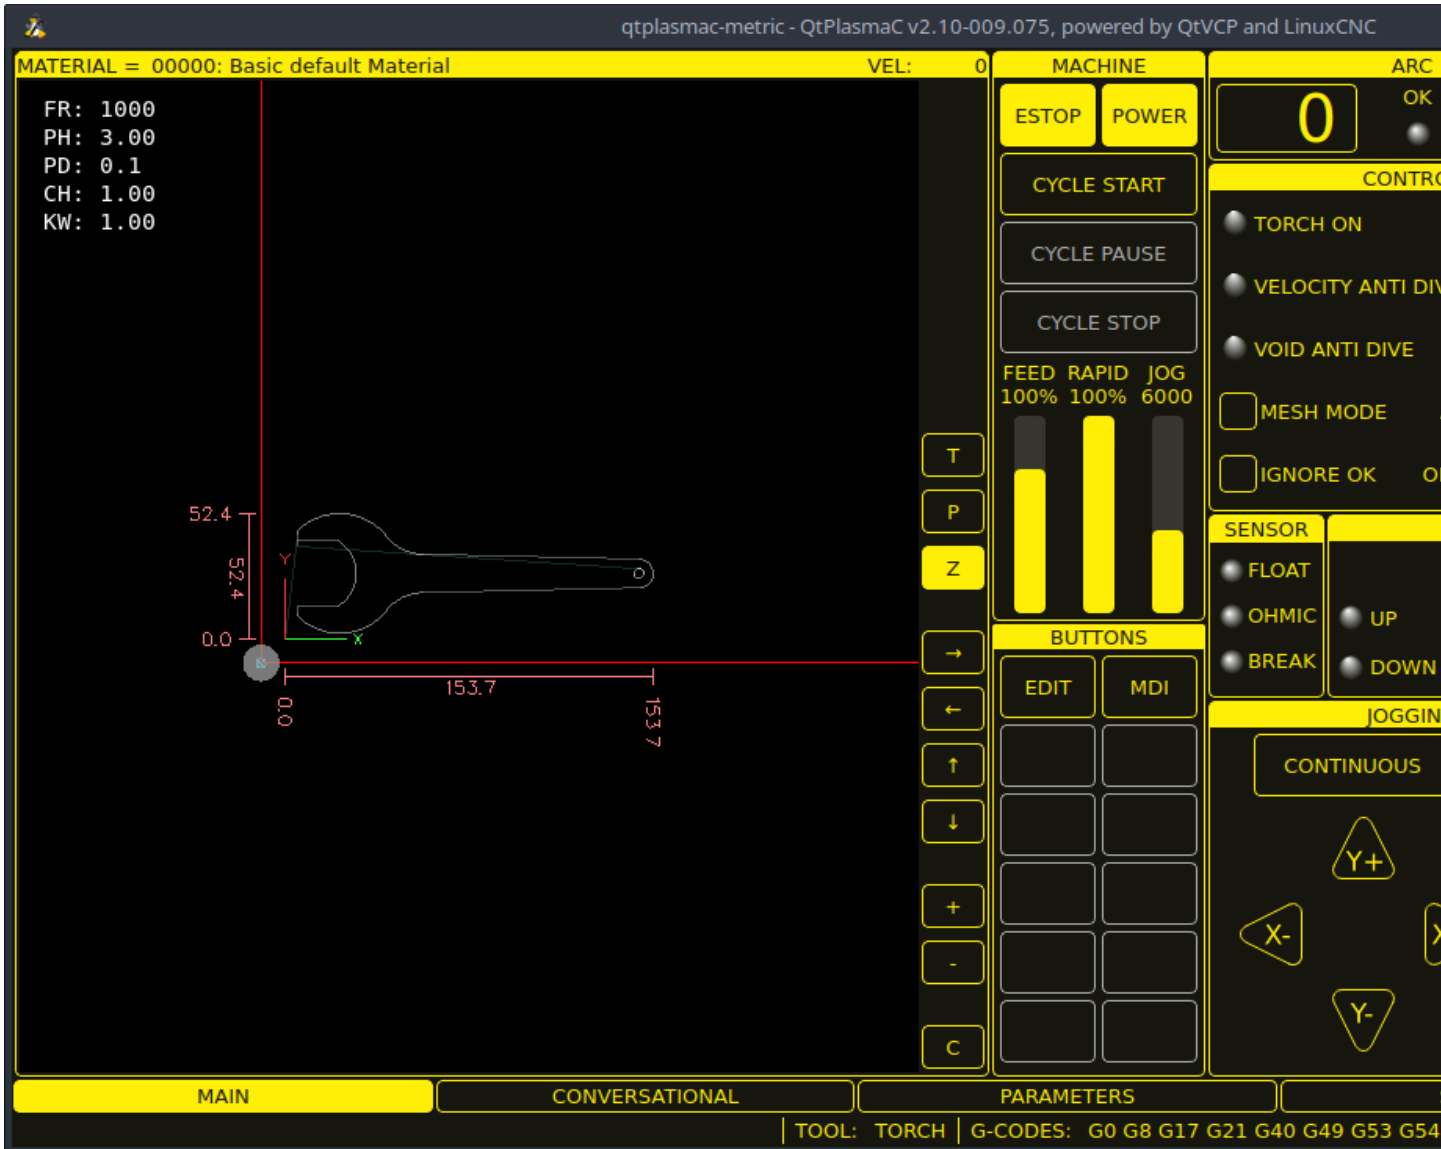 qtplasmac-metric - QtPlasmaC v2.10-009.075, powered by QtVCP and LinuxCNC
MATERIAL = 00000: Basic default Material
VEL: 0
FR: 1000
PH: 3.00
PD: 0.1
CH: 1.00
KW: 1.00
52.4
52.4
0.0
Y
X
153.7
0.0
153.7
T
P
Z
→
←
↑
↓
+
-
C
MACHINE
ESTOP POWER
CYCLE START
CYCLE PAUSE
CYCLE STOP
FEED RAPID JOG
100% 100% 6000
BUTTONS
EDIT MDI
ARC
0
OK
TORCH ON
VELOCITY ANTI
VOID ANTI DIVE
MESH MODE
IGNORE OK
SENSOR
FLOAT
OHMIC
BREAK
UP
DOWN
CONTINUOUS
Y+
X-
Y-
MAIN CONVERSATIONAL PARAMETERS
TOOL: TORCH G-CODES: G0 G8 G17 G21 G40 G49 G53 G54